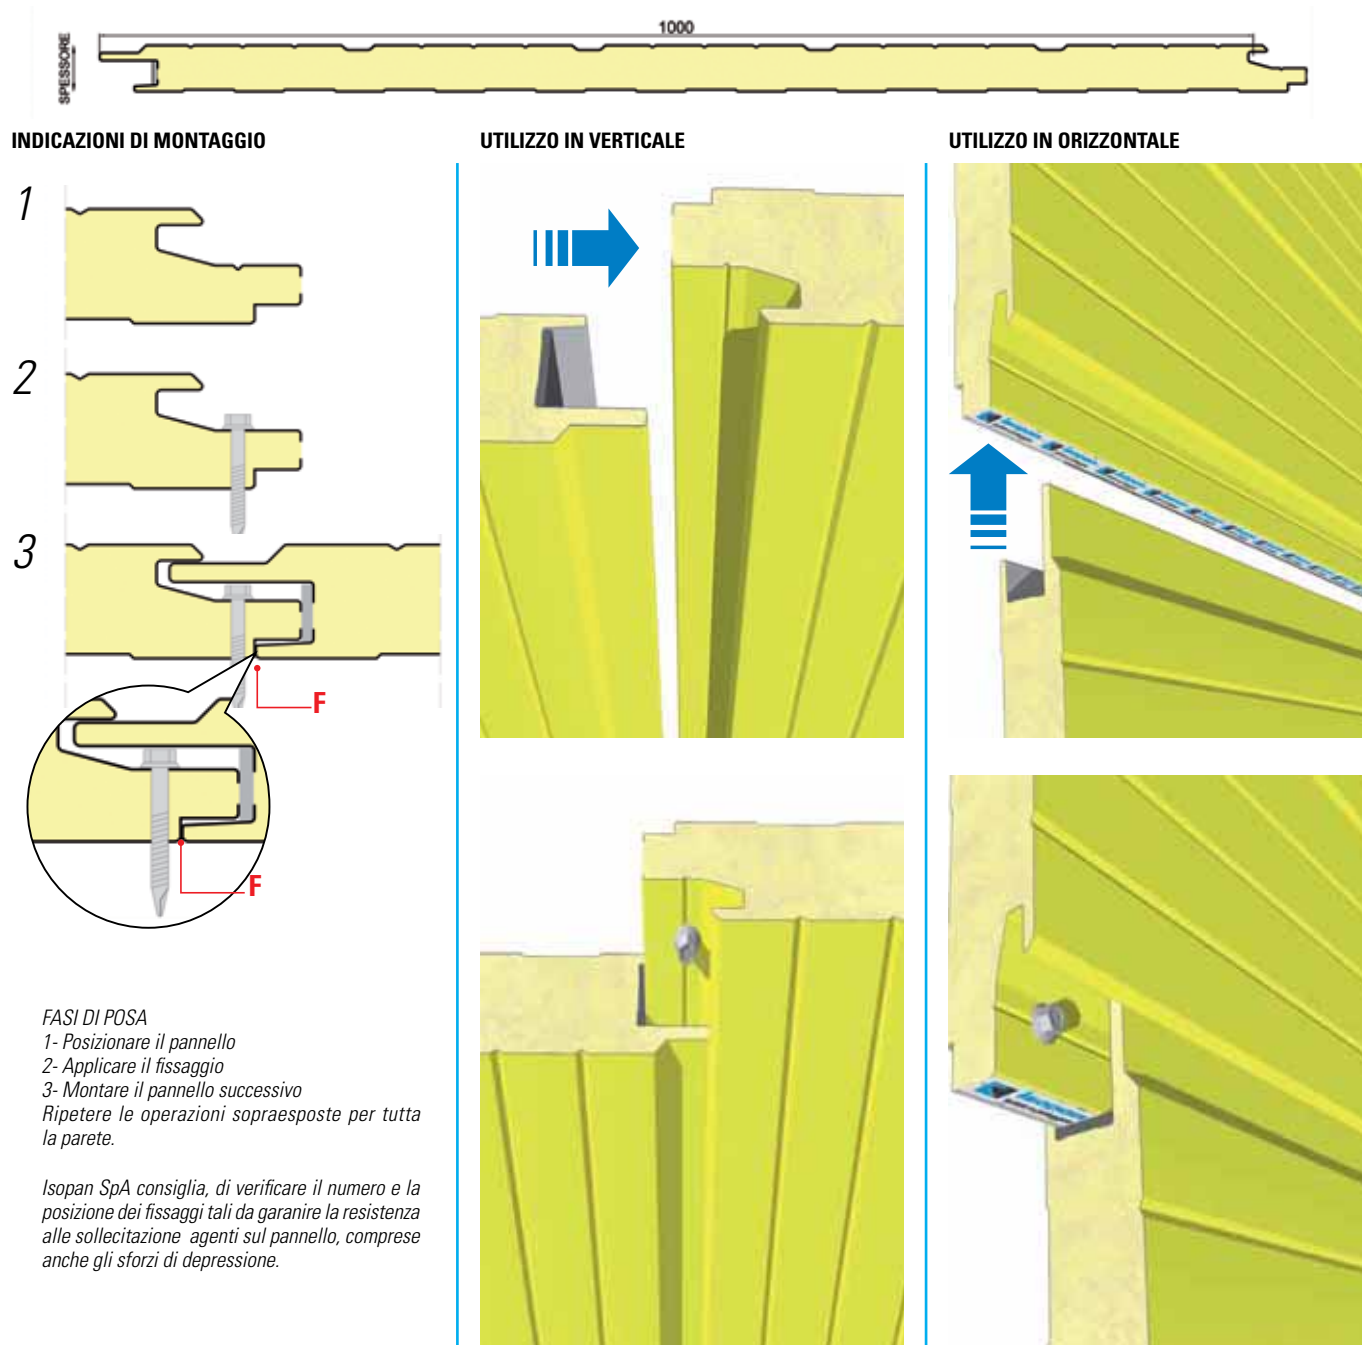 1000
SPESSORE
INDICAZIONI DI MONTAGGIO
1
2
3
F
F
FASI DI POSA
1- Posizionare il pannello
2- Applicare il fissaggio
3- Montare il pannello successivo
Ripetere le operazioni sopraesposte per tutta
la parete.
Isopan SpA consiglia, di verificare il numero e la
posizione dei fissaggi tali da garanire la resistenza
alle sollecitazione agenti sul pannello, comprese
anche gli sforzi di depressione.
UTILIZZO IN VERTICALE
UTILIZZO IN ORIZZONTALE